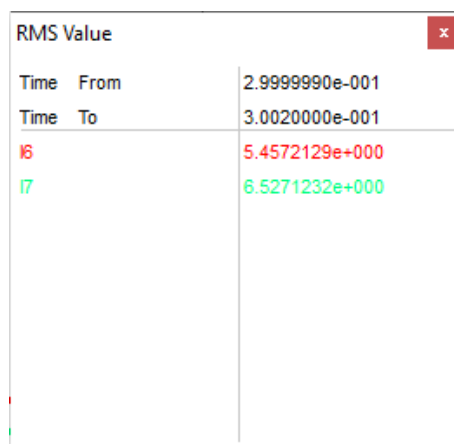 RMS Value x
Time From 2.9999990e-001
Time To 3.0020000e-001
I6 5.4572129e+000
I7 6.5271232e+000